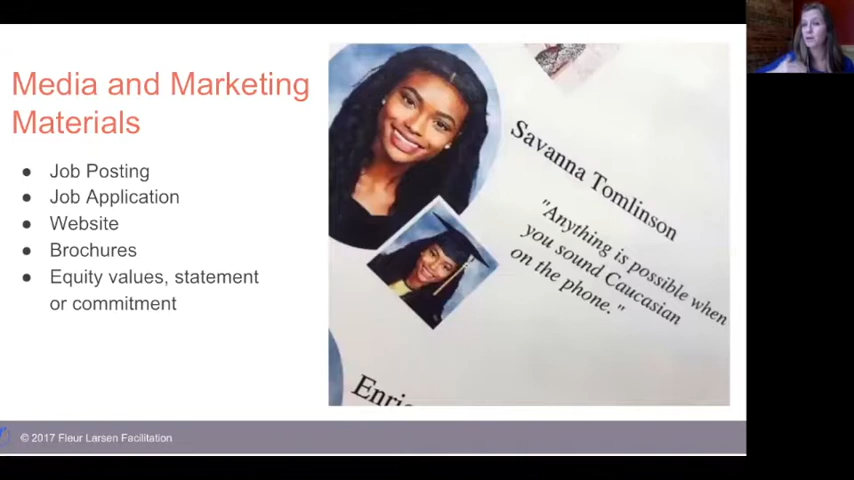 Media and Marketing
Materials
● Job Posting
● Job Application
● Website
● Brochures
● Equity values, statement
or commitment
Savanna Tomlinson
"Anything is possible when
you sound Caucasian
on the phone."
© 2017 Fleur Larsen Facilitation